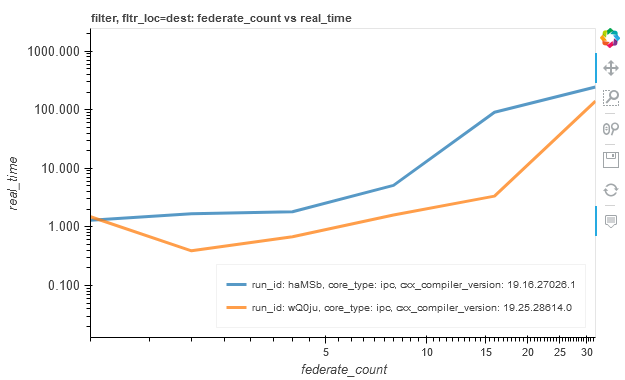 filter, fltr_loc=dest: federate_count vs real_time
1000.000
100.000
10.000
1.000
0.100
real_time
run_id: haMSb, core_type: ipc, cxx_compiler_version: 19.16.27026.1
run_id: wQ0ju, core_type: ipc, cxx_compiler_version: 19.25.28614.0
5 10 15 20 25 30
federate_count